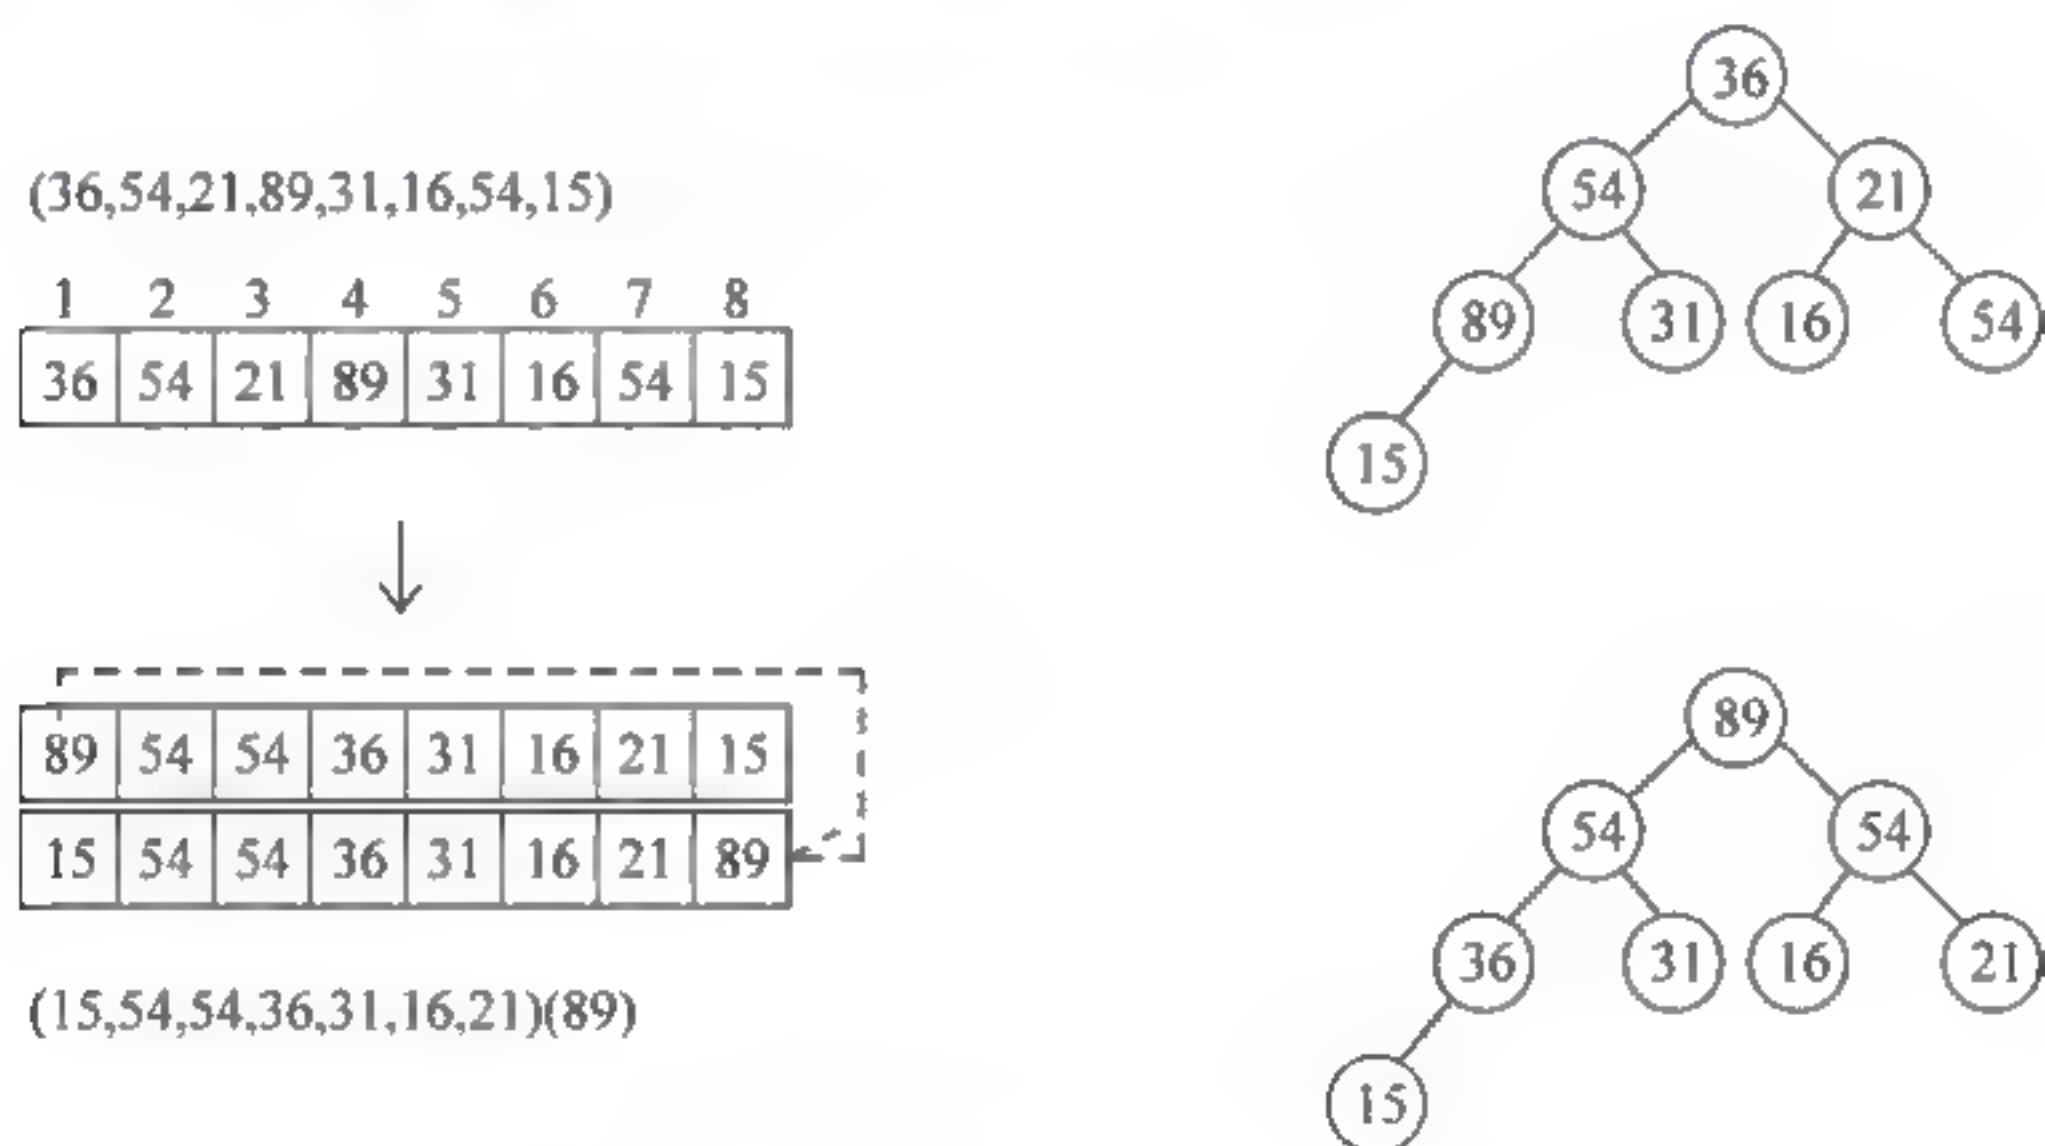 (36,54,21,89,31,16,54,15)
1 2 3 4 5 6 7 8
36 54 21 89 31 16 54 15
89 54 54 36 31 16 21 15
15 54 54 36 31 16 21 89
(15,54,54,36,31,16,21)(89)
36
54 21
89 31 16 54
15
89
54 54
36 31 16 21
15